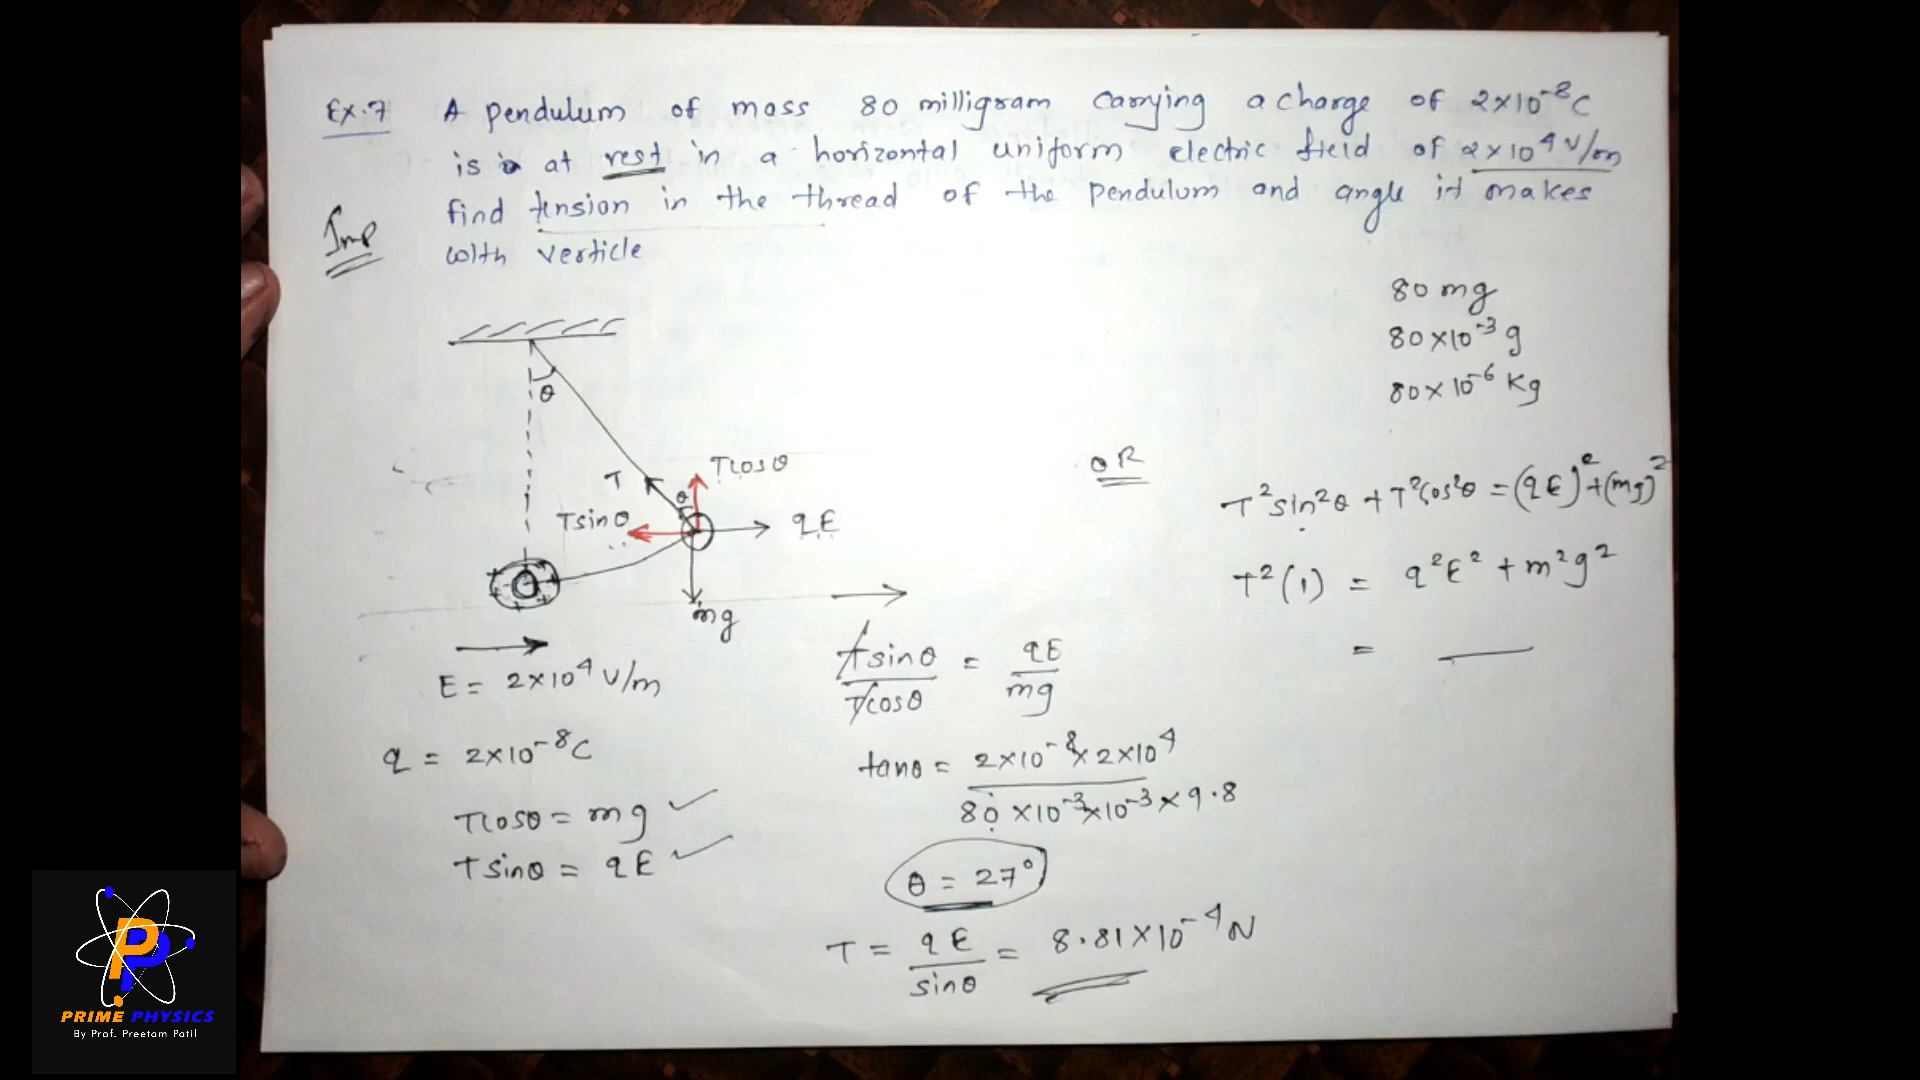 Ex.7 A pendulum of mass 80 milligram carrying a charge of 2×10⁻⁸C
is at rest in a horizontal uniform electric field of 2×10⁴ V/m
find tension in the thread of the pendulum and angle it makes
Imp
with verticle
80 mg
80×10⁻³ g
80×10⁻⁶ Kg
θ
T
Tcosθ
θ
Tsinθ
qE
mg
E = 2×10⁴ V/m
q = 2×10⁻⁸C
Tcosθ = mg
Tsinθ = qE
Tsinθ/Tcosθ = qE/mg
tanθ = 2×10⁻⁸×2×10⁴/80×10⁻³×10⁻³×9.8
θ = 27°
T = qE/sinθ = 8.81×10⁻⁴N
OR
T²sin²θ + T²cos²θ = (qE)² + (mg)²
T²(1) = q²E² + m²g²
=
PRIME PHYSICS
By Prof. Preetam Patil